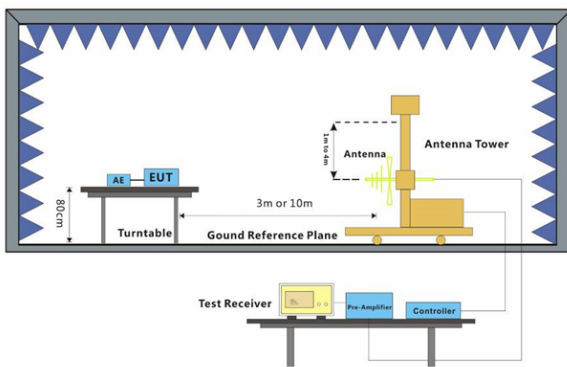 1m to 4m
Antenna Tower
Antenna
AE
EUT
80cm
3m or 10m
Turntable
Gound Reference Plane
Test Receiver
Pre-Amplifier
Controller